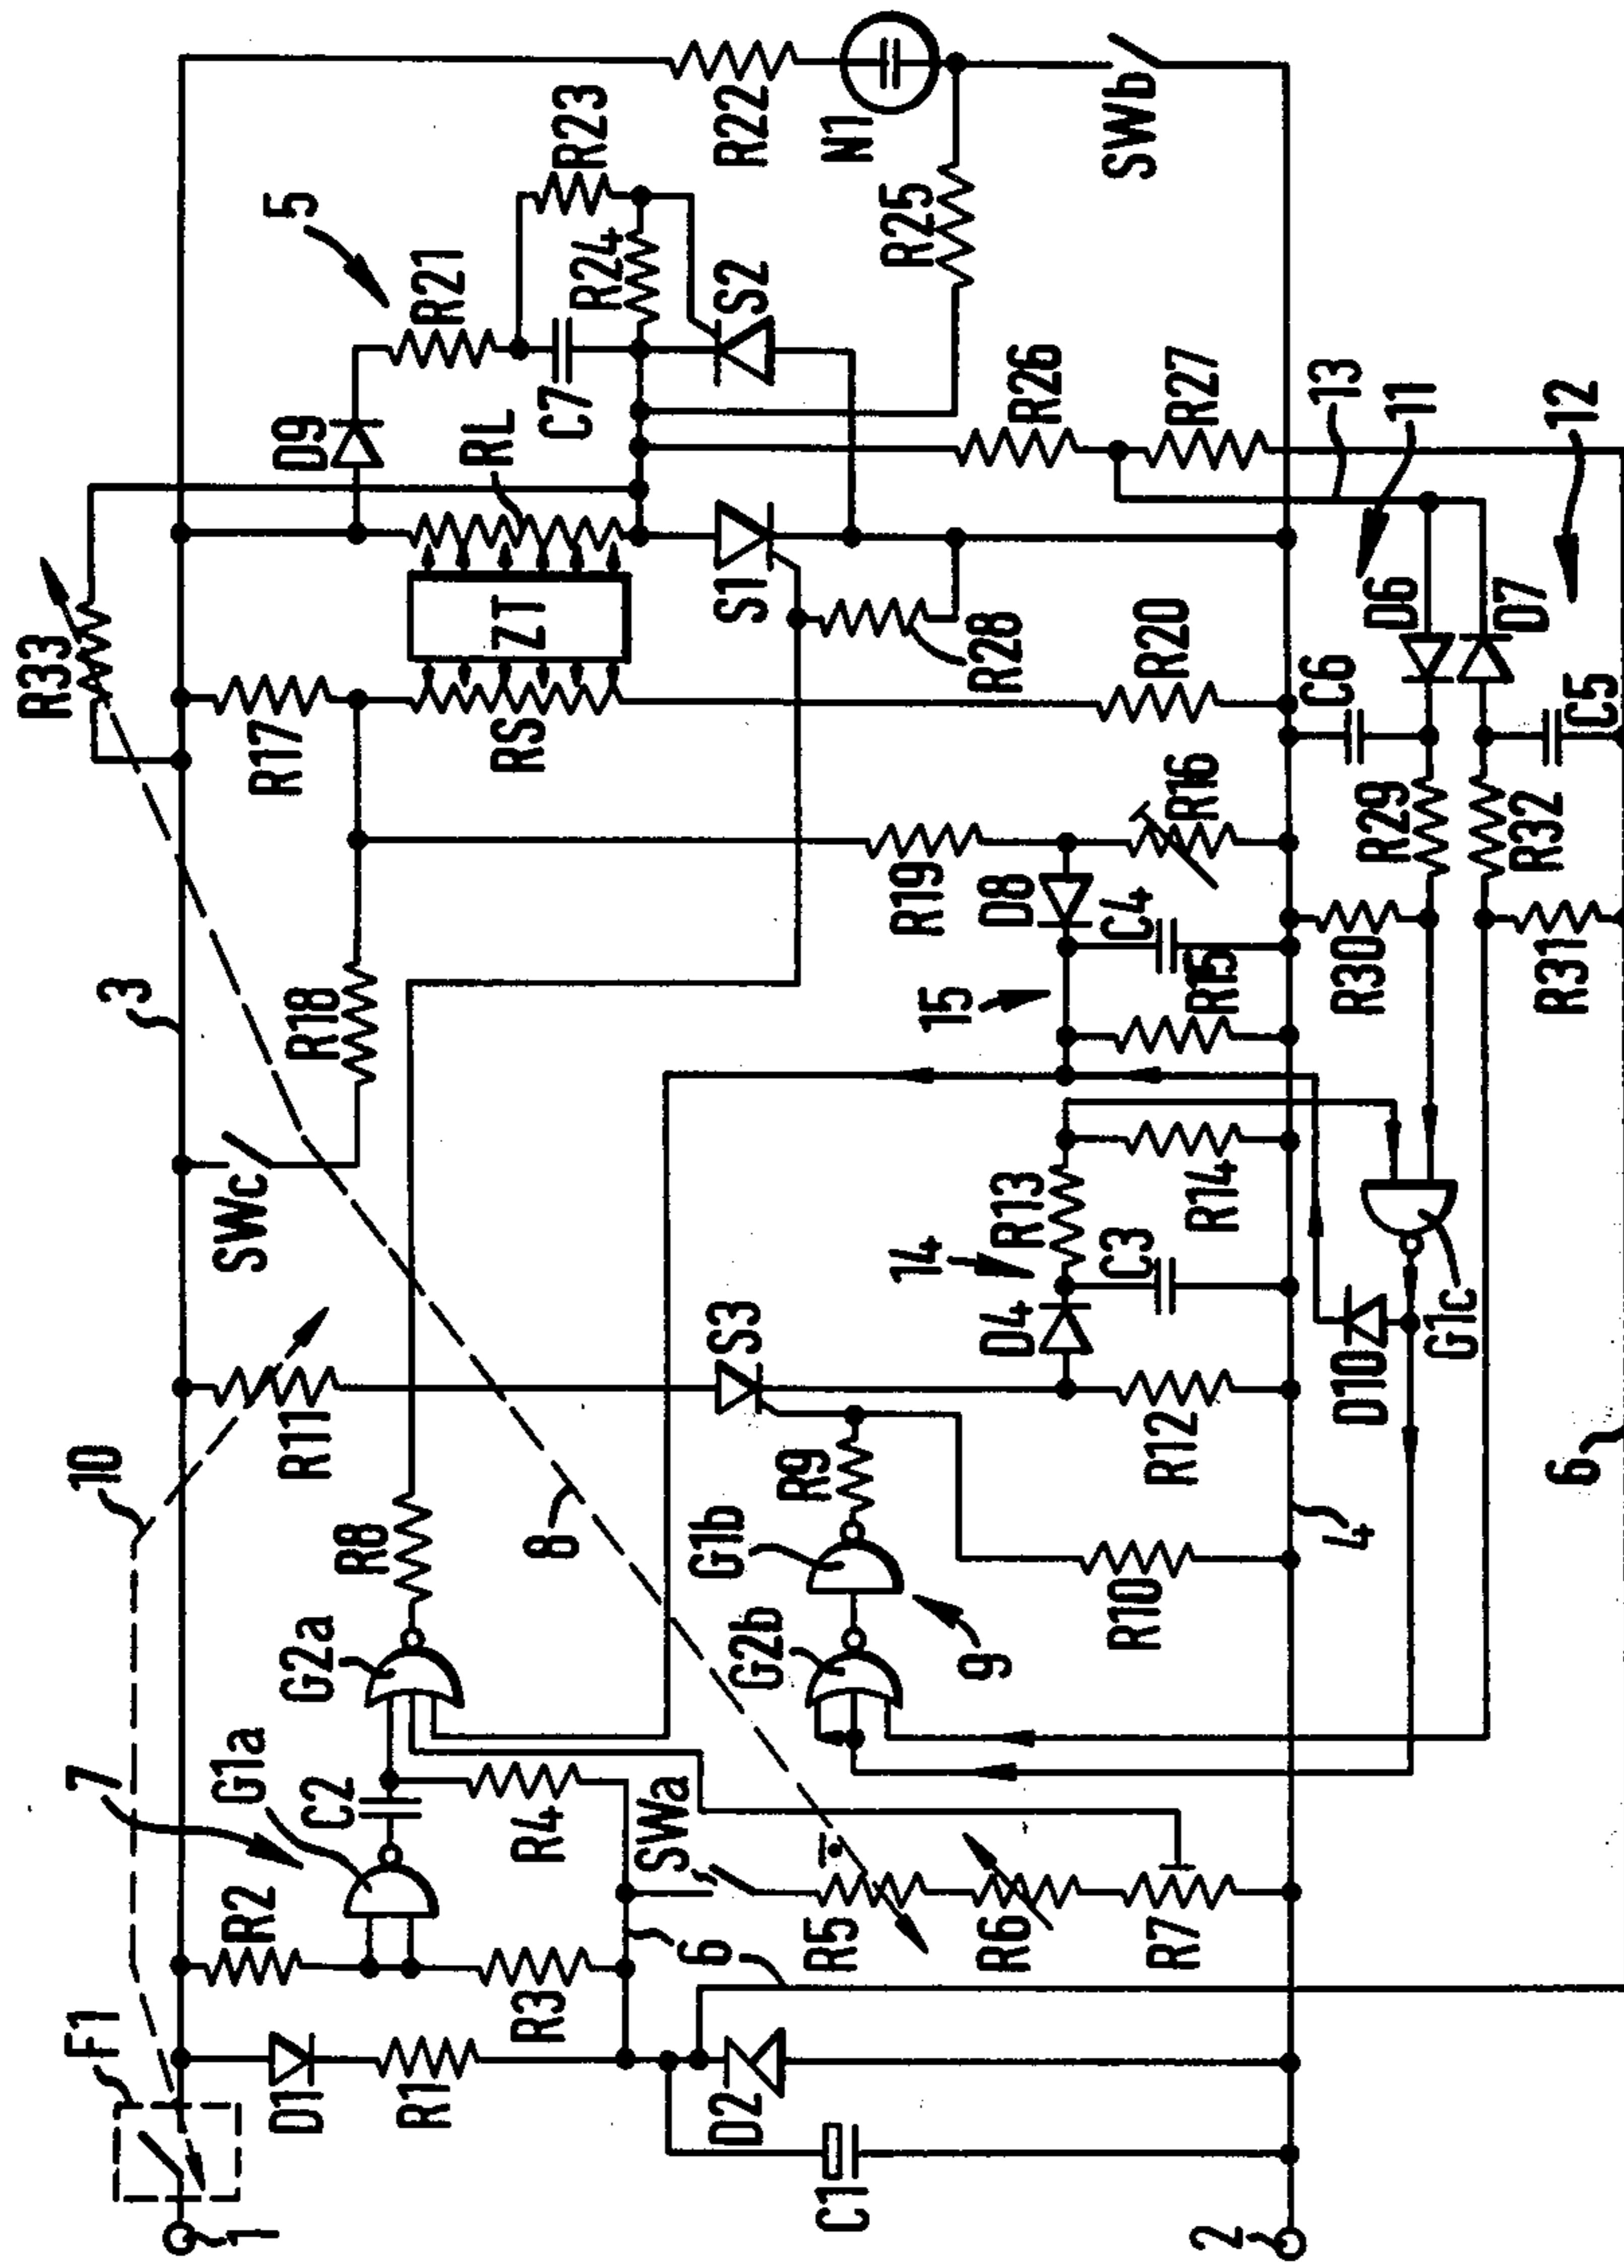 1
F1
10
7
3
R33
5
D1
R1
R2
R3
G1a
C2
R4
G2a
R8
R11
SWc
R18
R17
RS
ZT
RL
D9
R21
R23
C7
R24
S2
R22
N1
R25
SWb
C1
D2
6
SWa
R5
R6
R7
t°
8
G2b
G1b
R9
9
R10
S3
D4
R12
14
R13
C3
R14
15
D8
C4
R15
R19
R16
S1
R28
R20
R26
R27
13
11
12
2
4
D10
G1c
R30
R29
C6
D6
D7
R31
R32
C5
6